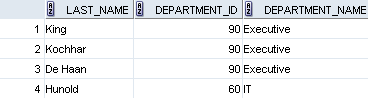 LAST_NAME DEPARTMENT_ID DEPARTMENT_NAME
1 King 90 Executive
2 Kochhar 90 Executive
3 De Haan 90 Executive
4 Hunold 60 IT